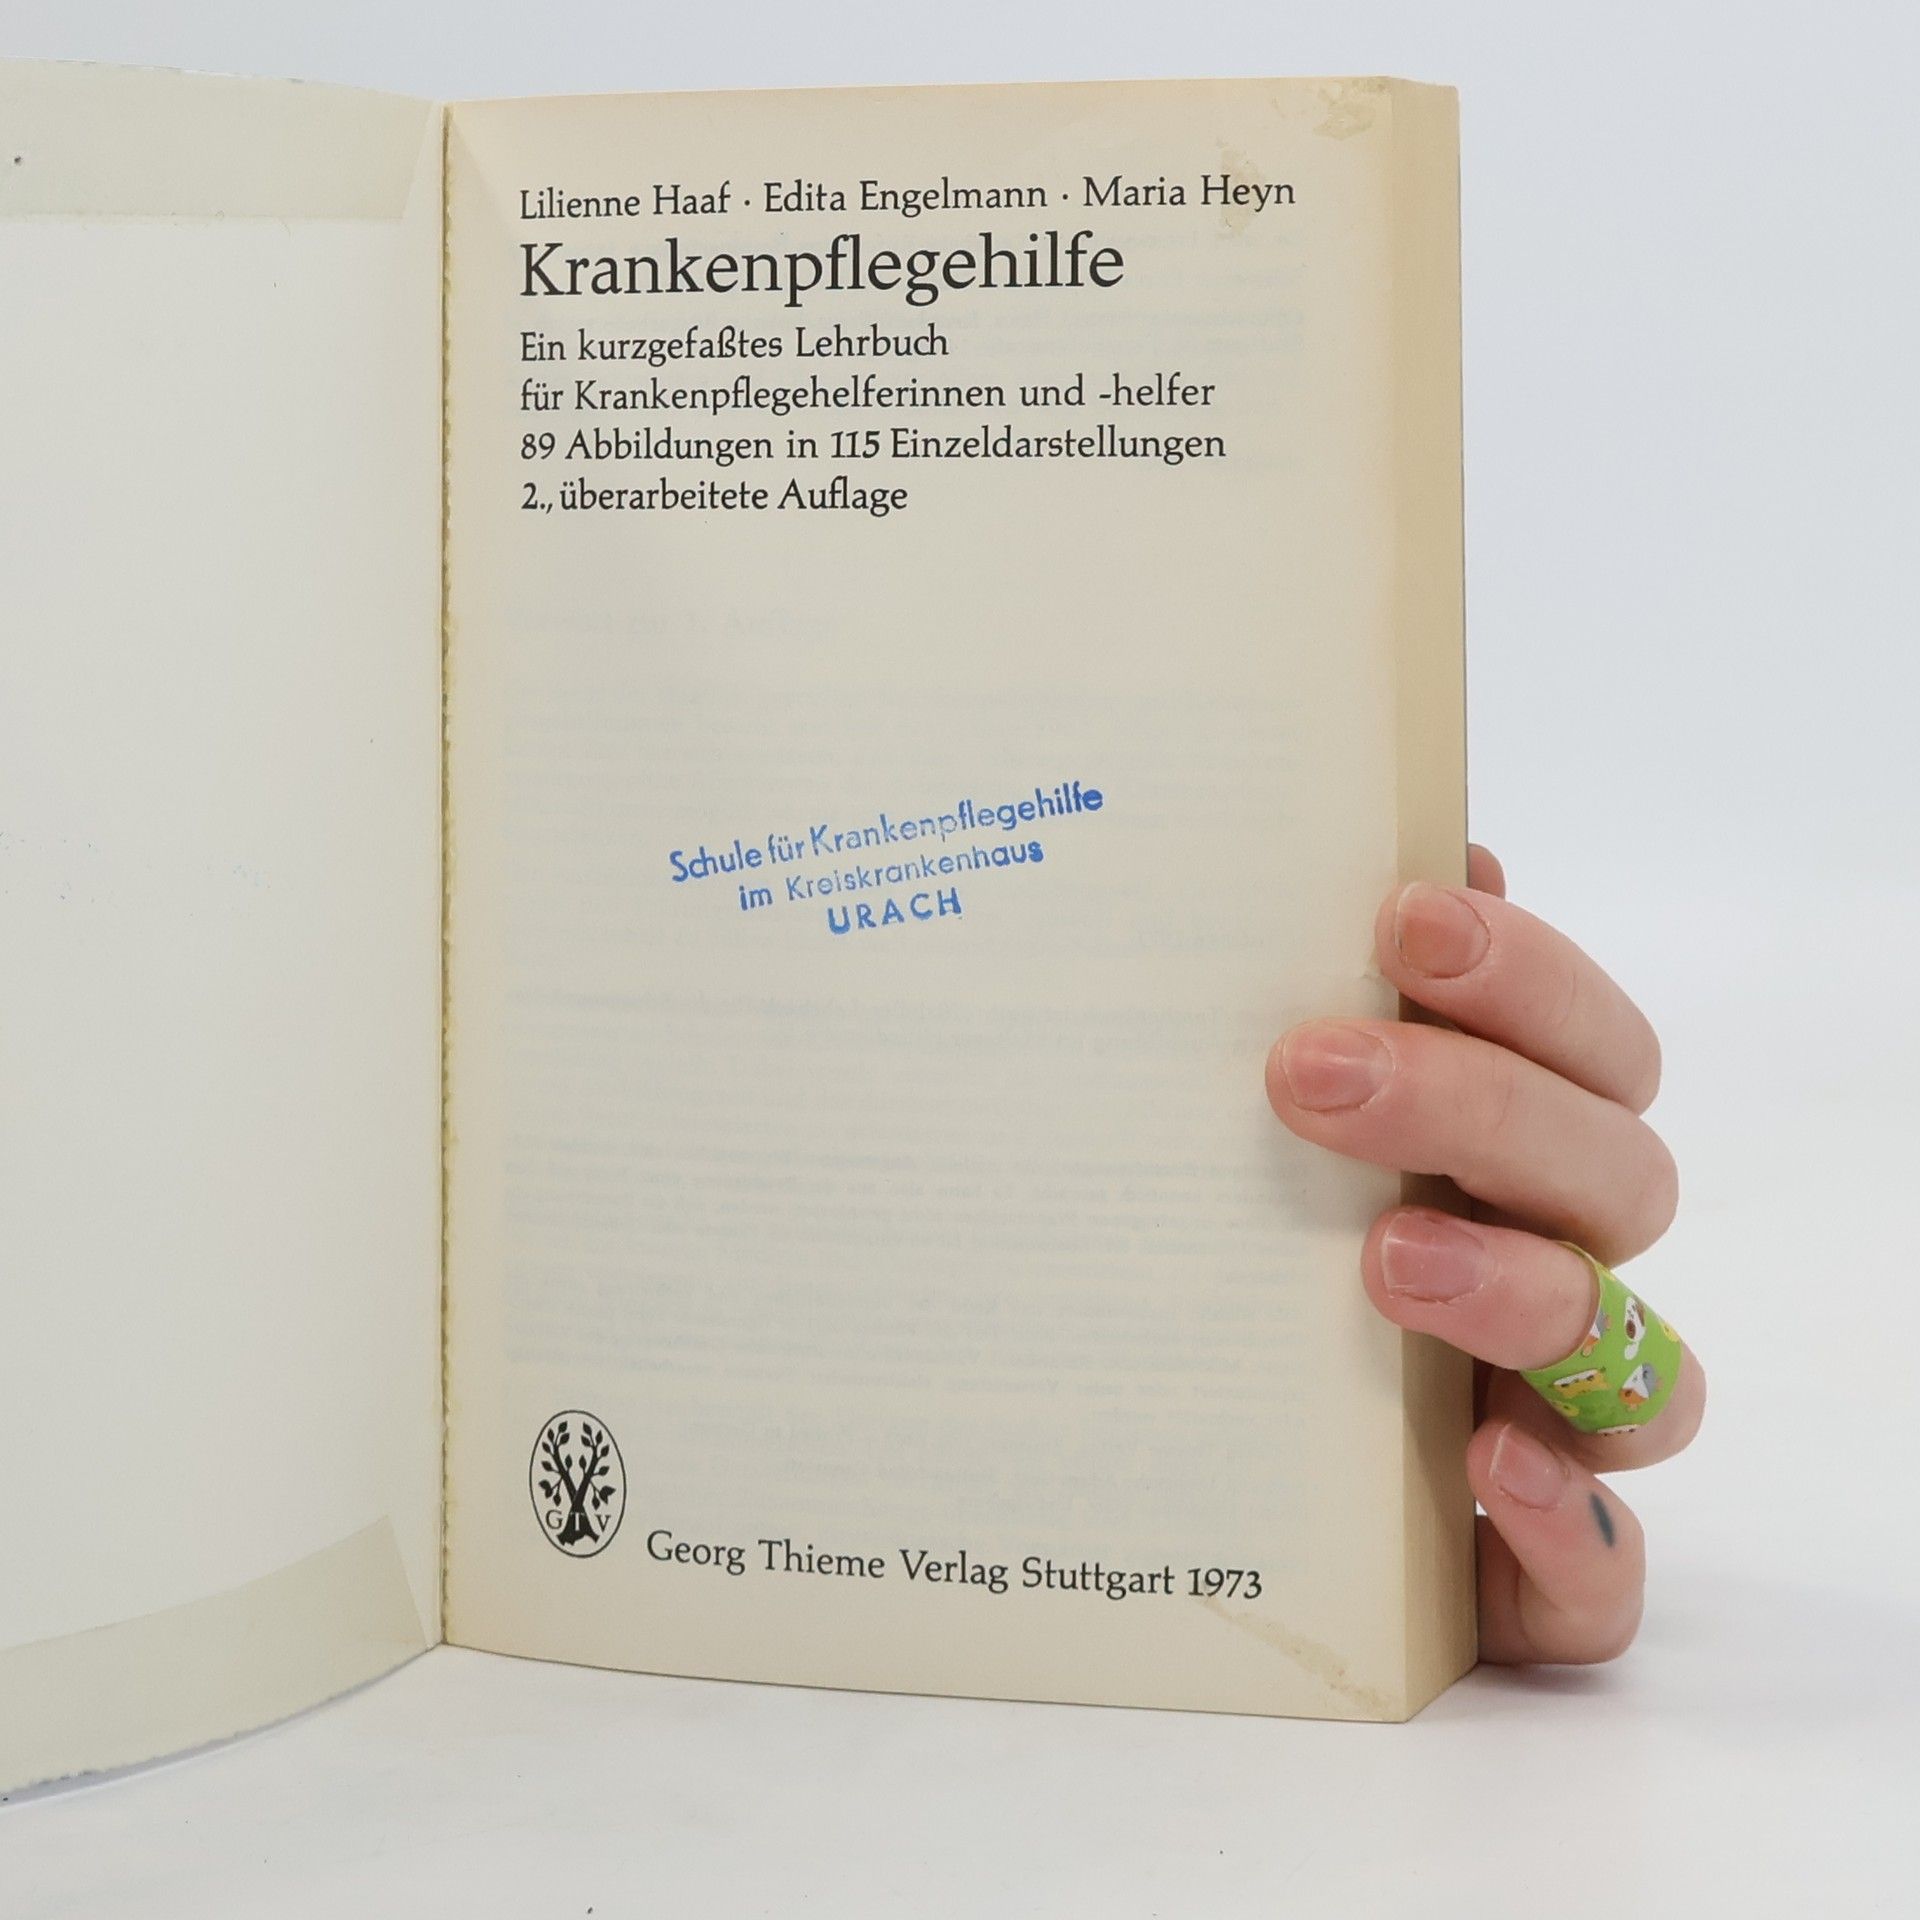 Lilienne Haaf · Edita Engelmann · Maria Heyn
Krankenpflegehilfe
Ein kurzgefaßtes Lehrbuch
für Krankenpflegehelferinnen und -helfer
89 Abbildungen in 115 Einzeldarstellungen
2., überarbeitete Auflage
Schule für Krankenpflegehilfe
im Kreiskrankenhaus
URACH
G T V
Georg Thieme Verlag Stuttgart 1973